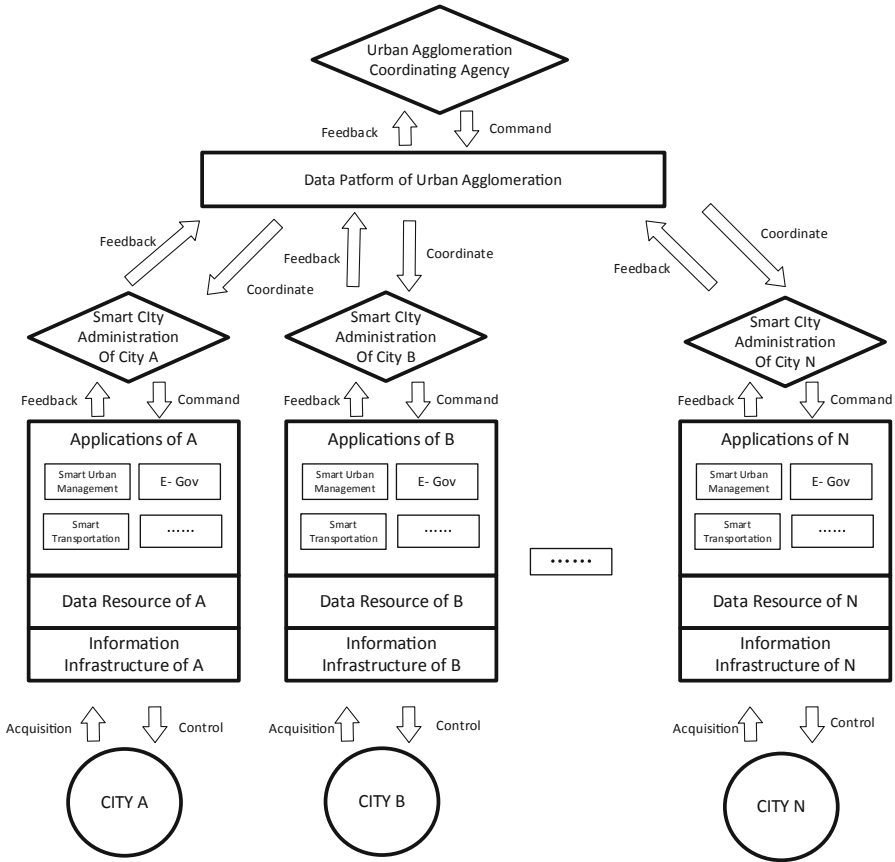 Urban Agglomeration
Coordinating Agency
Feedback
Command
Data Patform of Urban Agglomeration
Feedback
Coordinate
Feedback
Coordinate
Feedback
Coordinate
Smart CIty
Administration
Of City A
Smart CIty
Administration
Of City B
Smart CIty
Administration
Of City N
Feedback
Command
Feedback
Command
Feedback
Command
Applications of A
Smart Urban
Management
E- Gov
Smart
Transportation
……
Data Resource of A
Information
Infrastructure of A
Applications of B
Smart Urban
Management
E- Gov
Smart
Transportation
……
Data Resource of B
Information
Infrastructure of B
……
Applications of N
Smart Urban
Management
E- Gov
Smart
Transportation
……
Data Resource of N
Information
Infrastructure of N
Acquisition
Control
Acquisition
Control
Acquisition
Control
CITY A
CITY B
CITY N